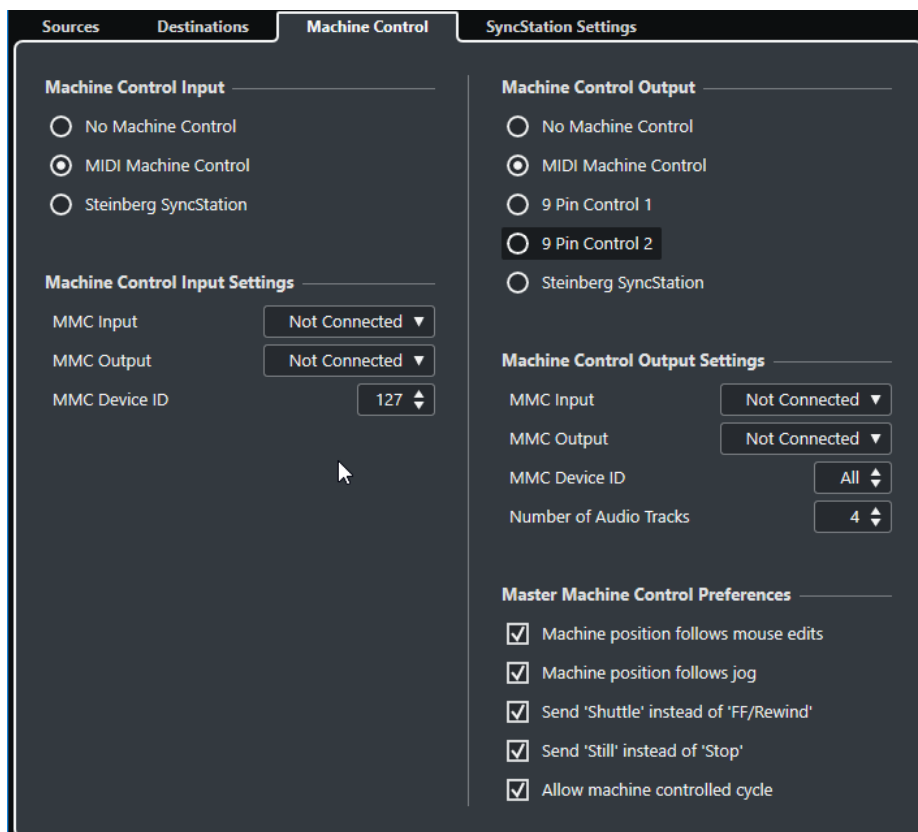 Sources Destinations Machine Control SyncStation Settings
Machine Control Input
No Machine Control
MIDI Machine Control
Steinberg SyncStation
Machine Control Input Settings
MMC Input Not Connected
MMC Output Not Connected
MMC Device ID 127
Machine Control Output
No Machine Control
MIDI Machine Control
9 Pin Control 1
9 Pin Control 2
Steinberg SyncStation
Machine Control Output Settings
MMC Input Not Connected
MMC Output Not Connected
MMC Device ID All
Number of Audio Tracks 4
Master Machine Control Preferences
Machine position follows mouse edits
Machine position follows jog
Send 'Shuttle' instead of 'FF/Rewind'
Send 'Still' instead of 'Stop'
Allow machine controlled cycle